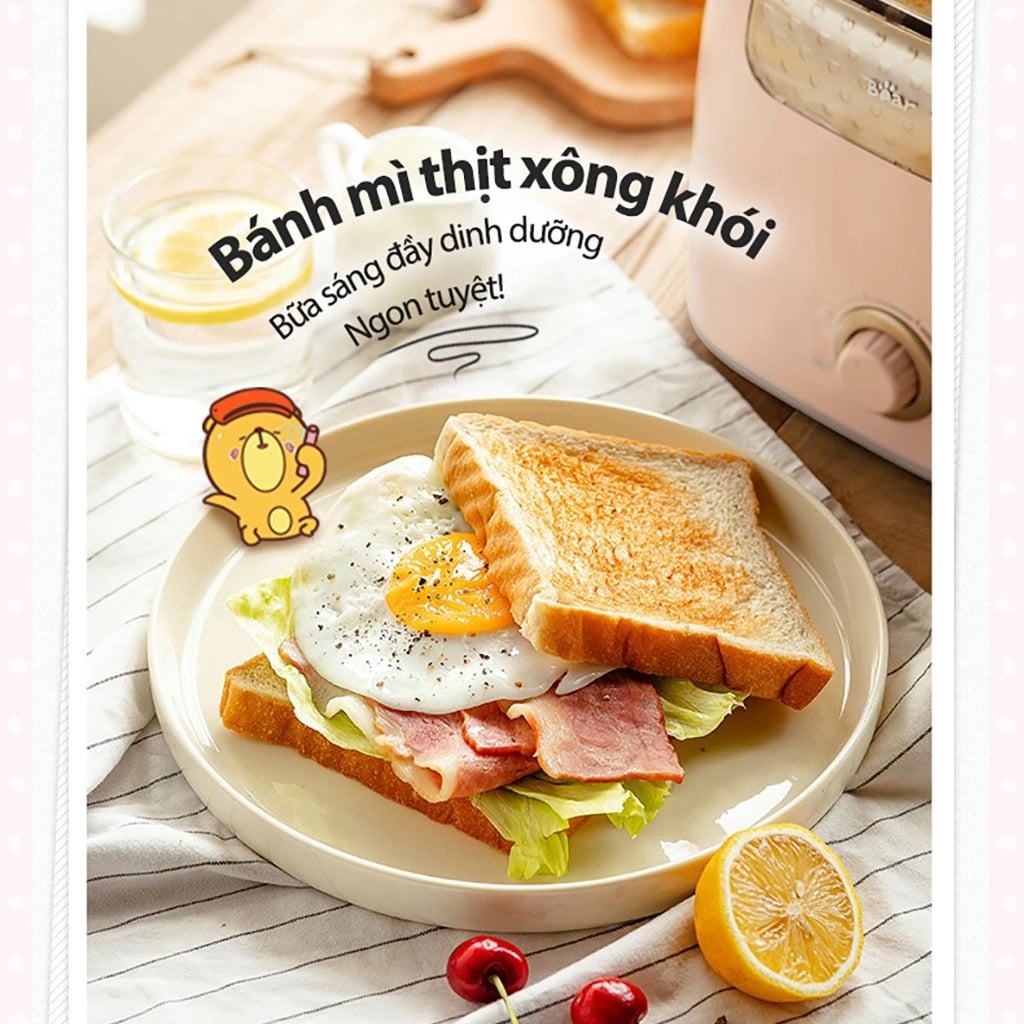 Bear
Bánh mì thịt xông khói
Bữa sáng đầy dinh dưỡng
Ngon tuyệt!